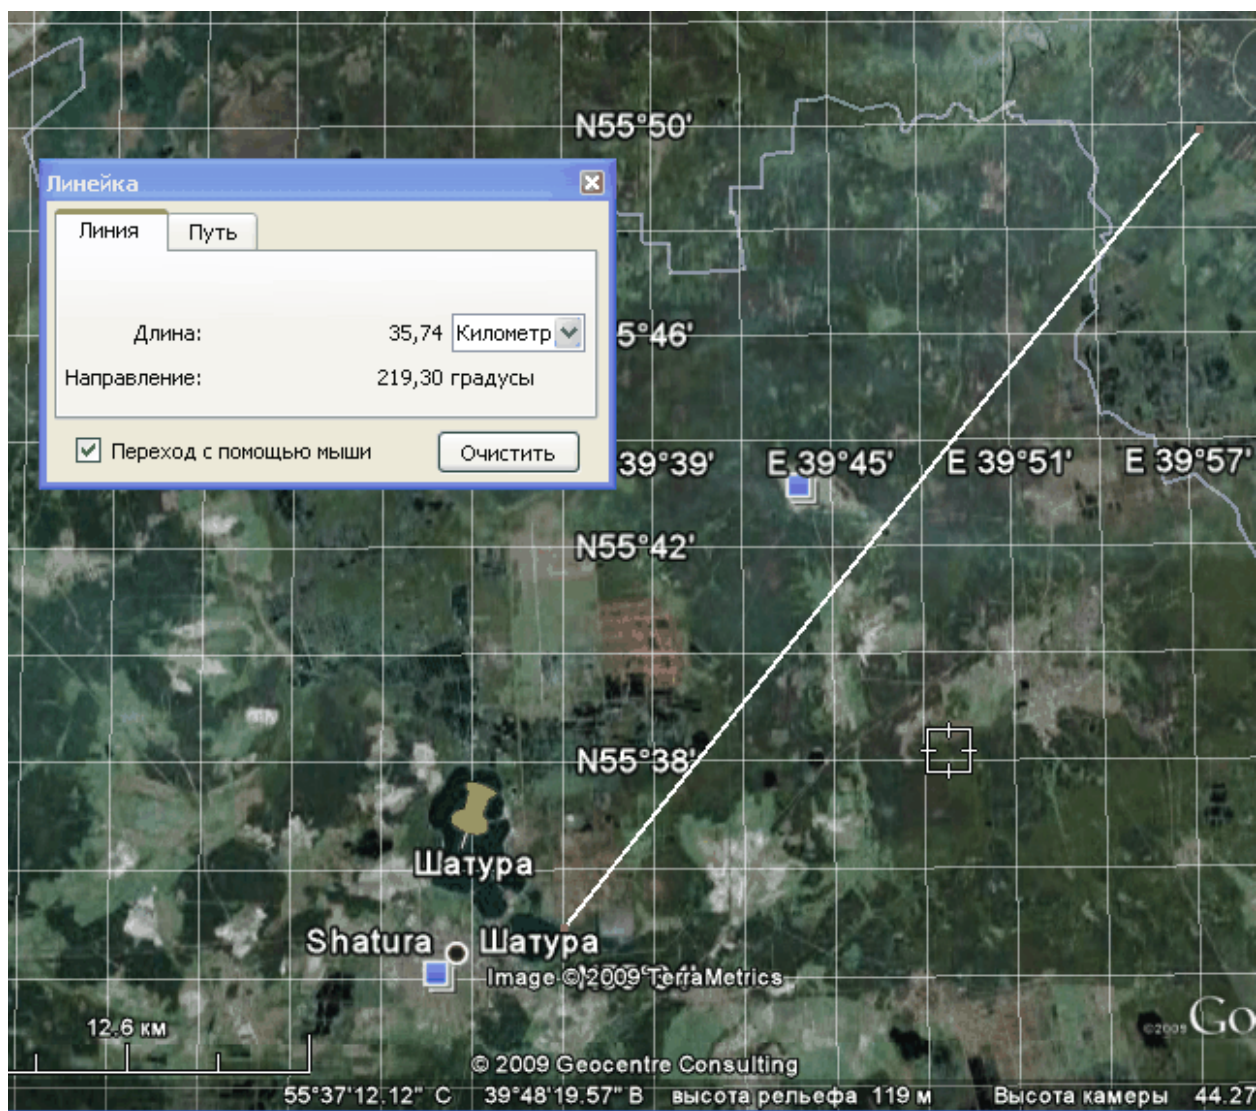 N55°50'
Линейка
Линия
Путь
Длина:
35,74
Километр
5°46'
Направление:
219,30 градусы
Переход с помощью мыши
Очистить
39°39'
E 39°45'
E 39°51'
E 39°57'
N55°42'
N55°38'
Шатура
Shatura
Шатура
Image © 2009 TerraMetrics
12.6 км
©2009 Go
© 2009 Geocentre Consulting
55°37'12.12" С 39°48'19.57" В высота рельефа 119 м Высота камеры 44.27